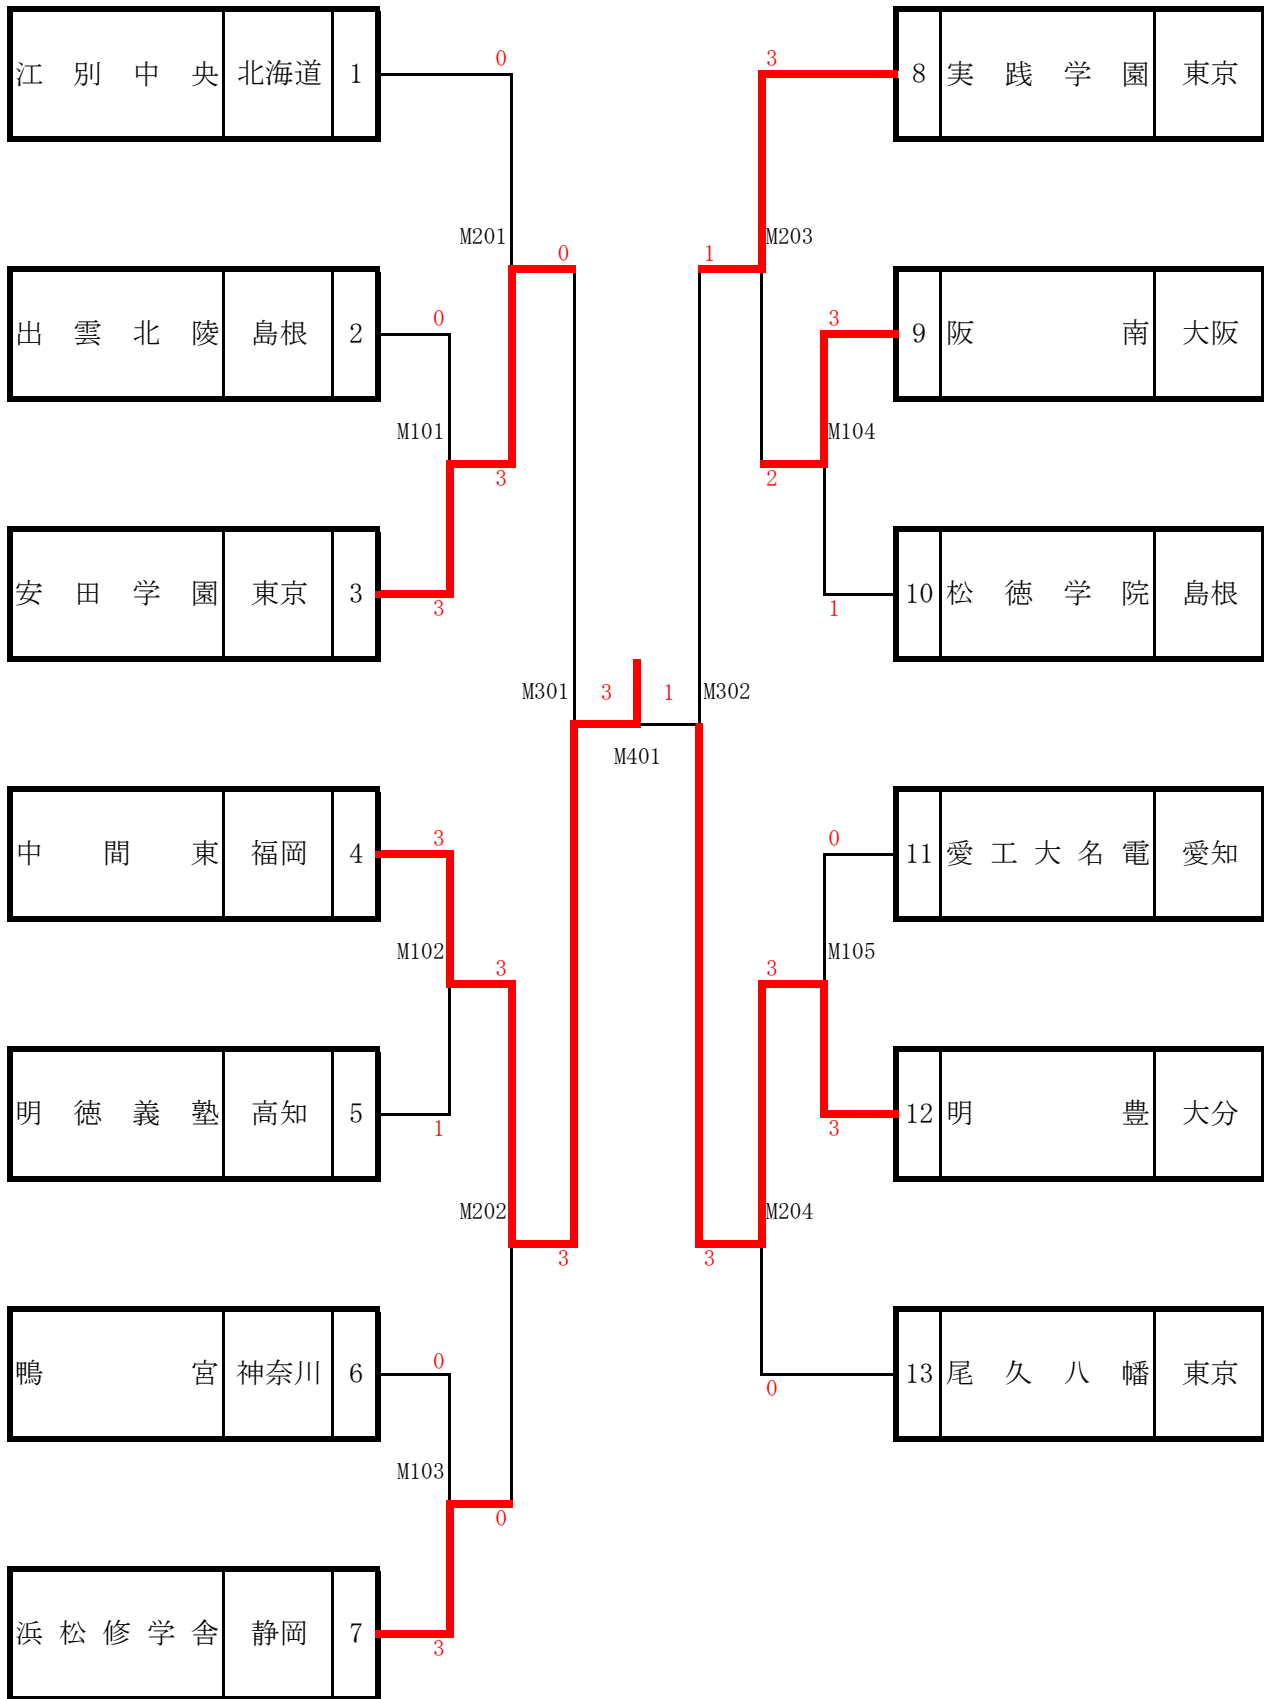 江別中央 北海道 1 0
M201 0
出雲北陵 島根 2 0
M101
3
安田学園 東京 3 3
M301 3
中間東 福岡 4 3
M102 3
明徳義塾 高知 5 1
M202
3
鴨宮 神奈川 6 0
M103
0
浜松修学舎 静岡 7 3
M401
3 8 実践学園 東京
1 M203
3 9 阪南 大阪
M104
2
1 10 松徳学院 島根
1 M302
0 11 愛工大名電 愛知
3 M105
3 12 明豊 大分
M204
3
0 13 尾久八幡 東京